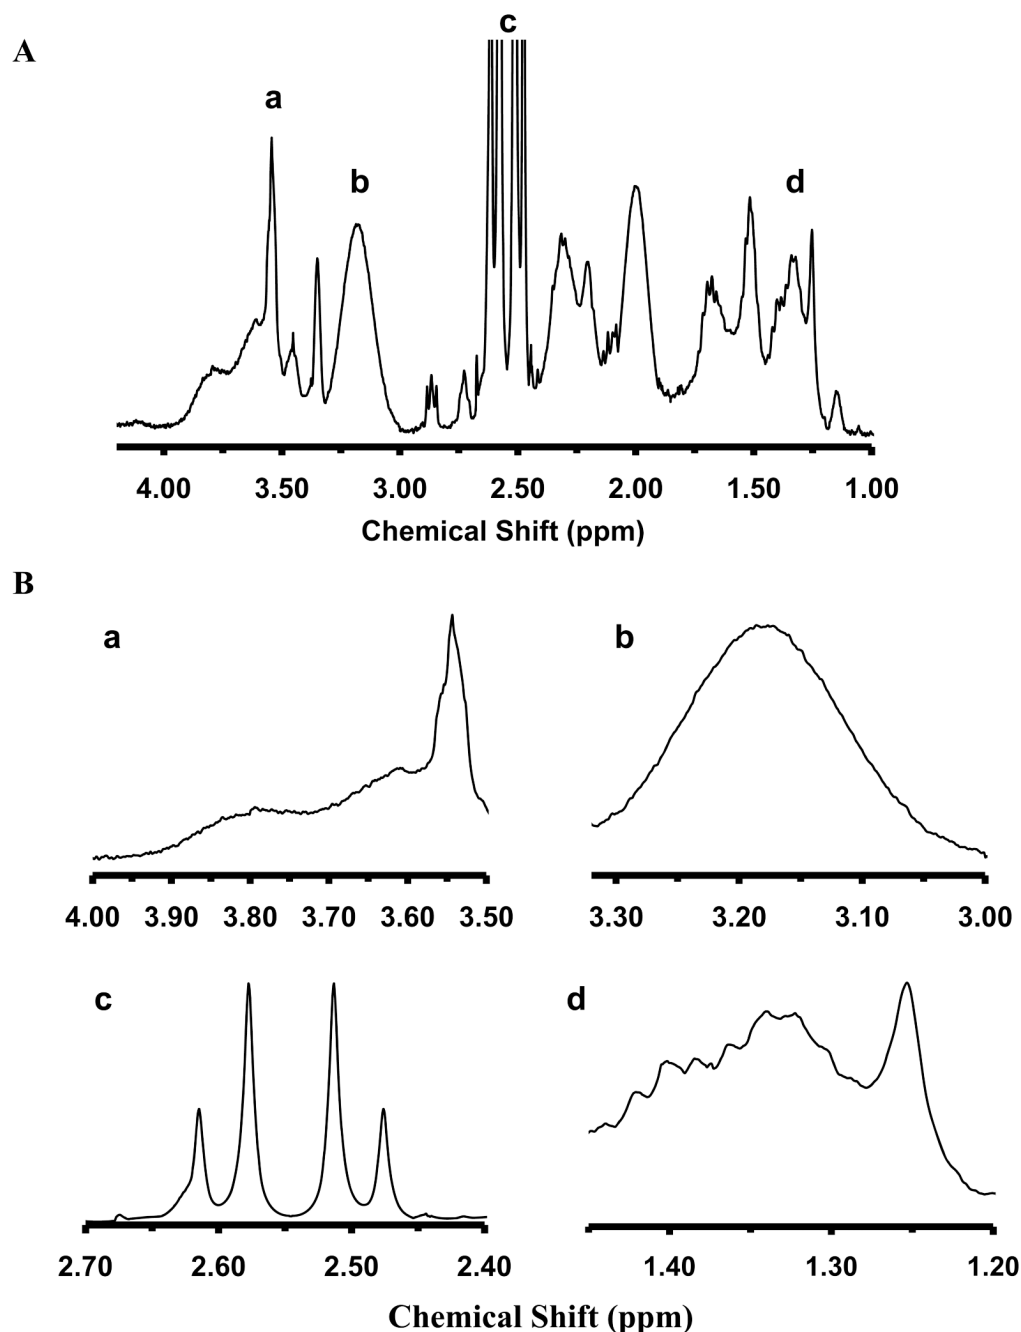 c
A
a
b
d
4.00 3.50 3.00 2.50 2.00 1.50 1.00
Chemical Shift (ppm)
B
a
b
4.00 3.90 3.80 3.70 3.60 3.50
3.30 3.20 3.10 3.00
c
d
2.70 2.60 2.50 2.40
1.40 1.30 1.20
Chemical Shift (ppm)